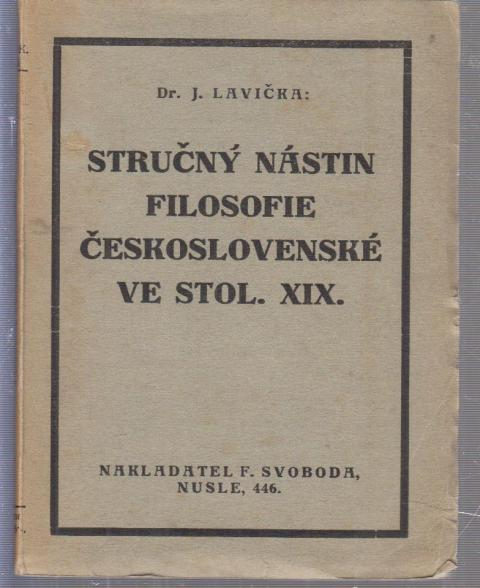 Dr. J. LAVIČKA:
STRUČNÝ NÁSTIN
FILOSOFIE
ČESKOSLOVENSKÉ
VE STOL. XIX.
NAKLADATEL F. SVOBODA,
NUSLE, 446.